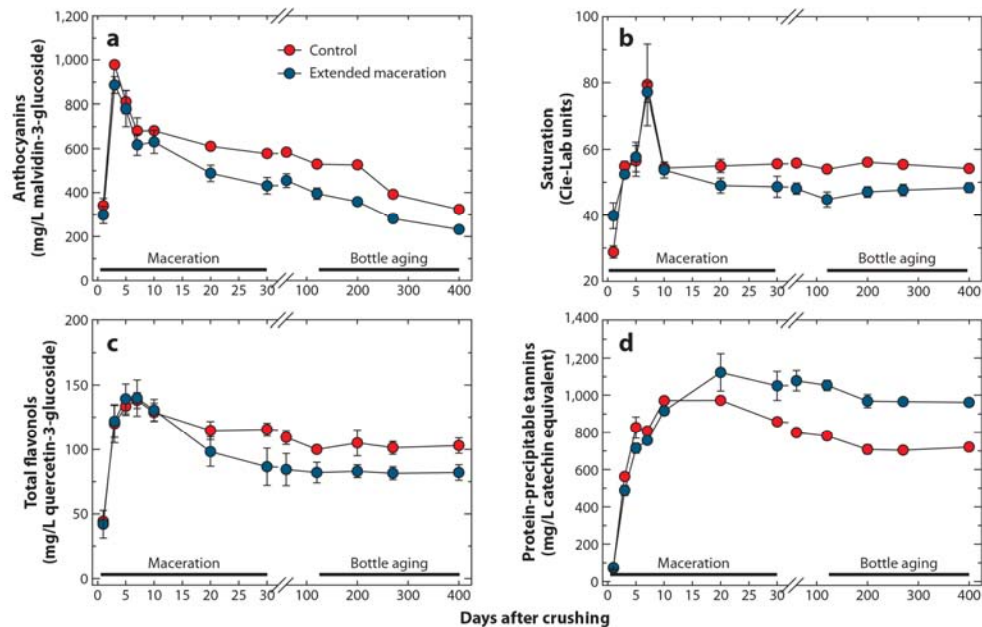 a
Anthocyanins
(mg/L malvidin-3-glucoside)
1,200
1,000
800
600
400
200
0
Control
Extended maceration
Maceration
Bottle aging
0 5 10 15 20 25 30 100 200 300 400
b
Saturation
(Cie-Lab units)
100
80
60
40
20
Maceration
Bottle aging
0 5 10 15 20 25 30 100 200 300 400
c
Total flavonols
(mg/L quercetin-3-glucoside)
200
150
100
50
0
Maceration
Bottle aging
0 5 10 15 20 25 30 100 200 300 400
d
Protein-precipitable tannins
(mg/L catechin equivalent)
1,400
1,200
1,000
800
600
400
200
0
Maceration
Bottle aging
0 5 10 15 20 25 30 100 200 300 400
Days after crushing